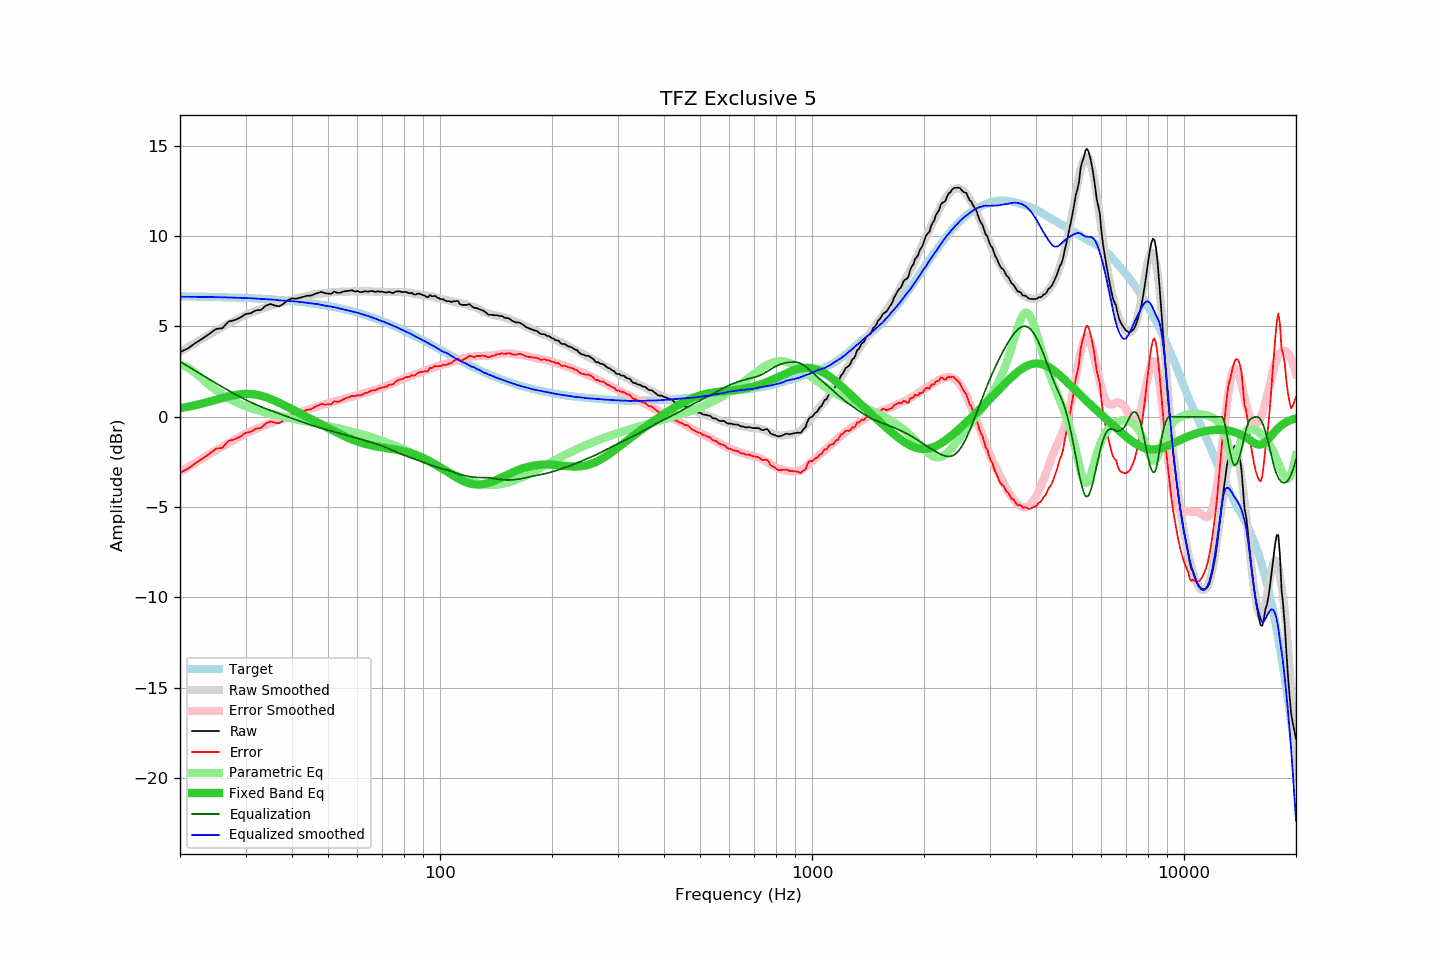 TFZ Exclusive 5
15
10
5
0
−5
−10
−15
−20
Amplitude (dBr)
Target
Raw Smoothed
Error Smoothed
Raw
Error
Parametric Eq
Fixed Band Eq
Equalization
Equalized smoothed
100
1000
10000
Frequency (Hz)